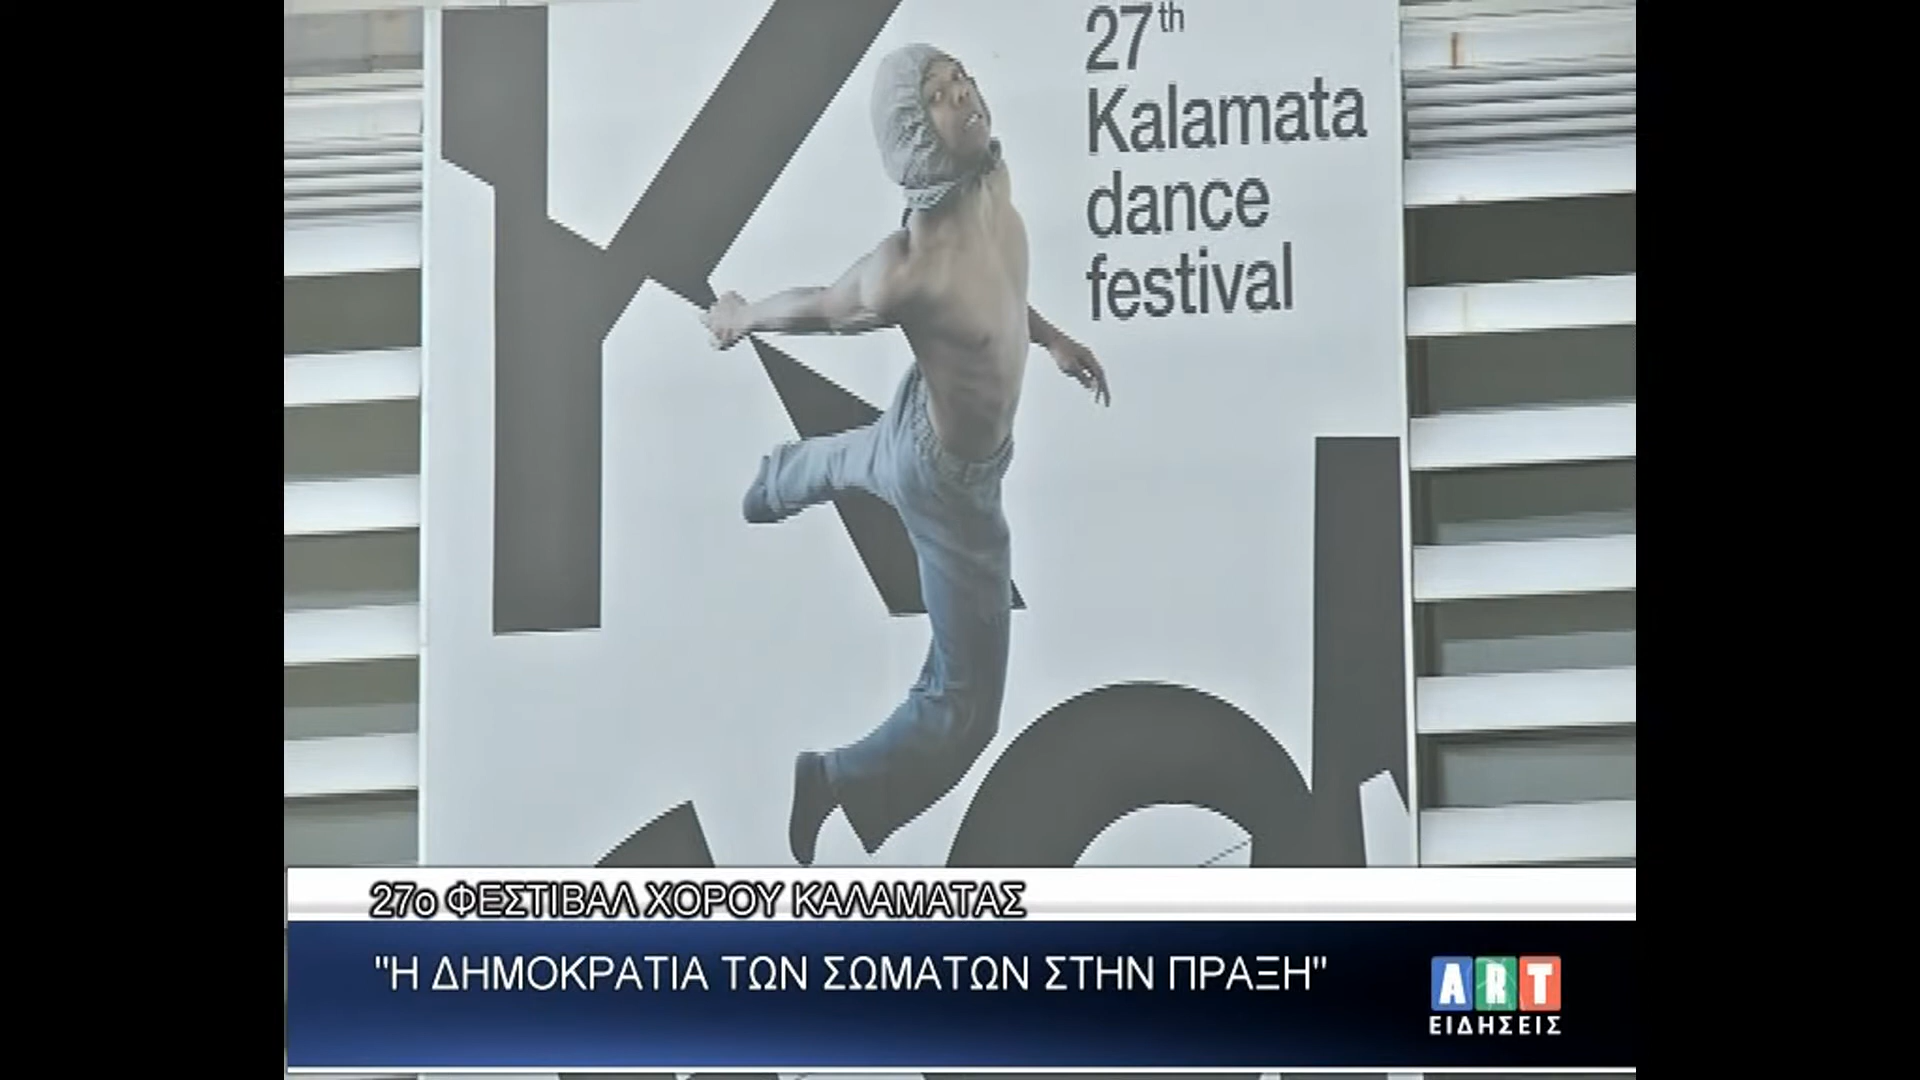 27th
Kalamata
dance
festival
27ο ΦΕΣΤΙΒΑΛ ΧΟΡΟΥ ΚΑΛΑΜΑΤΑΣ
"Η ΔΗΜΟΚΡΑΤΙΑ ΤΩΝ ΣΩΜΑΤΩΝ ΣΤΗΝ ΠΡΑΞΗ"
ART
ΕΙΔΗΣΕΙΣ